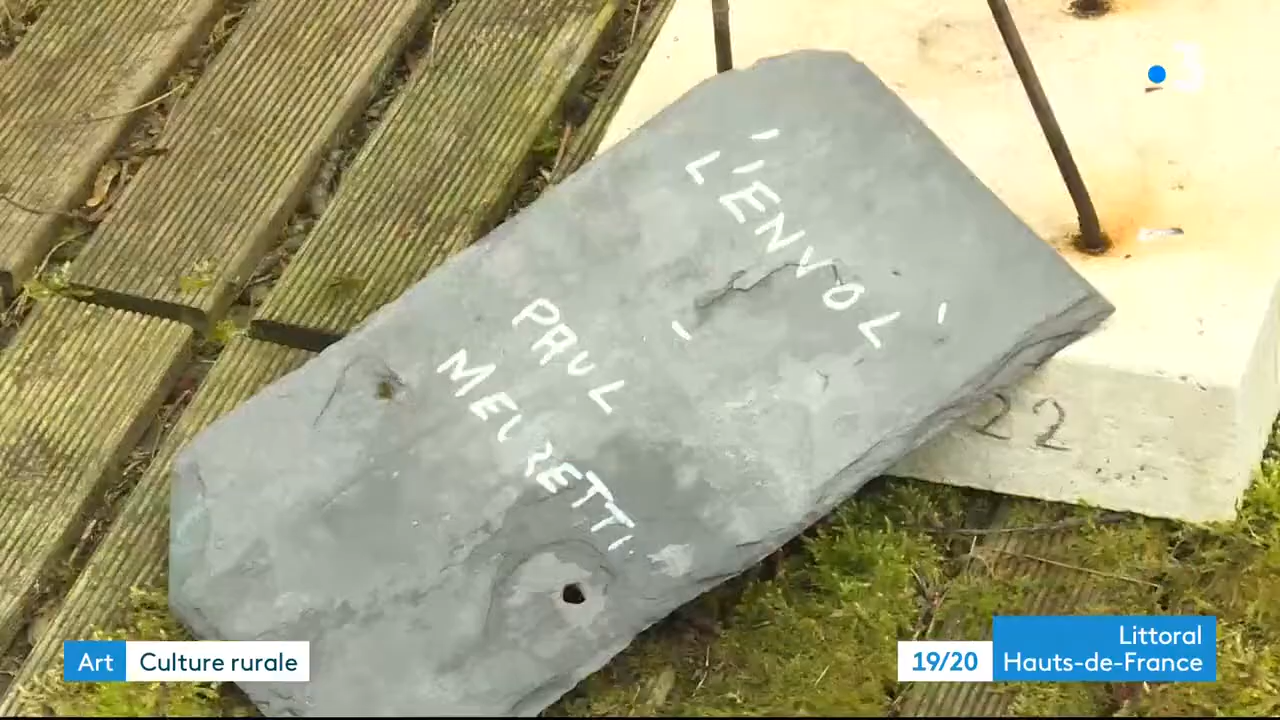 'L'ENVOL'
-
PAUL
MEURETTI.
22
3
Art
Culture rurale
19/20
Littoral
Hauts-de-France